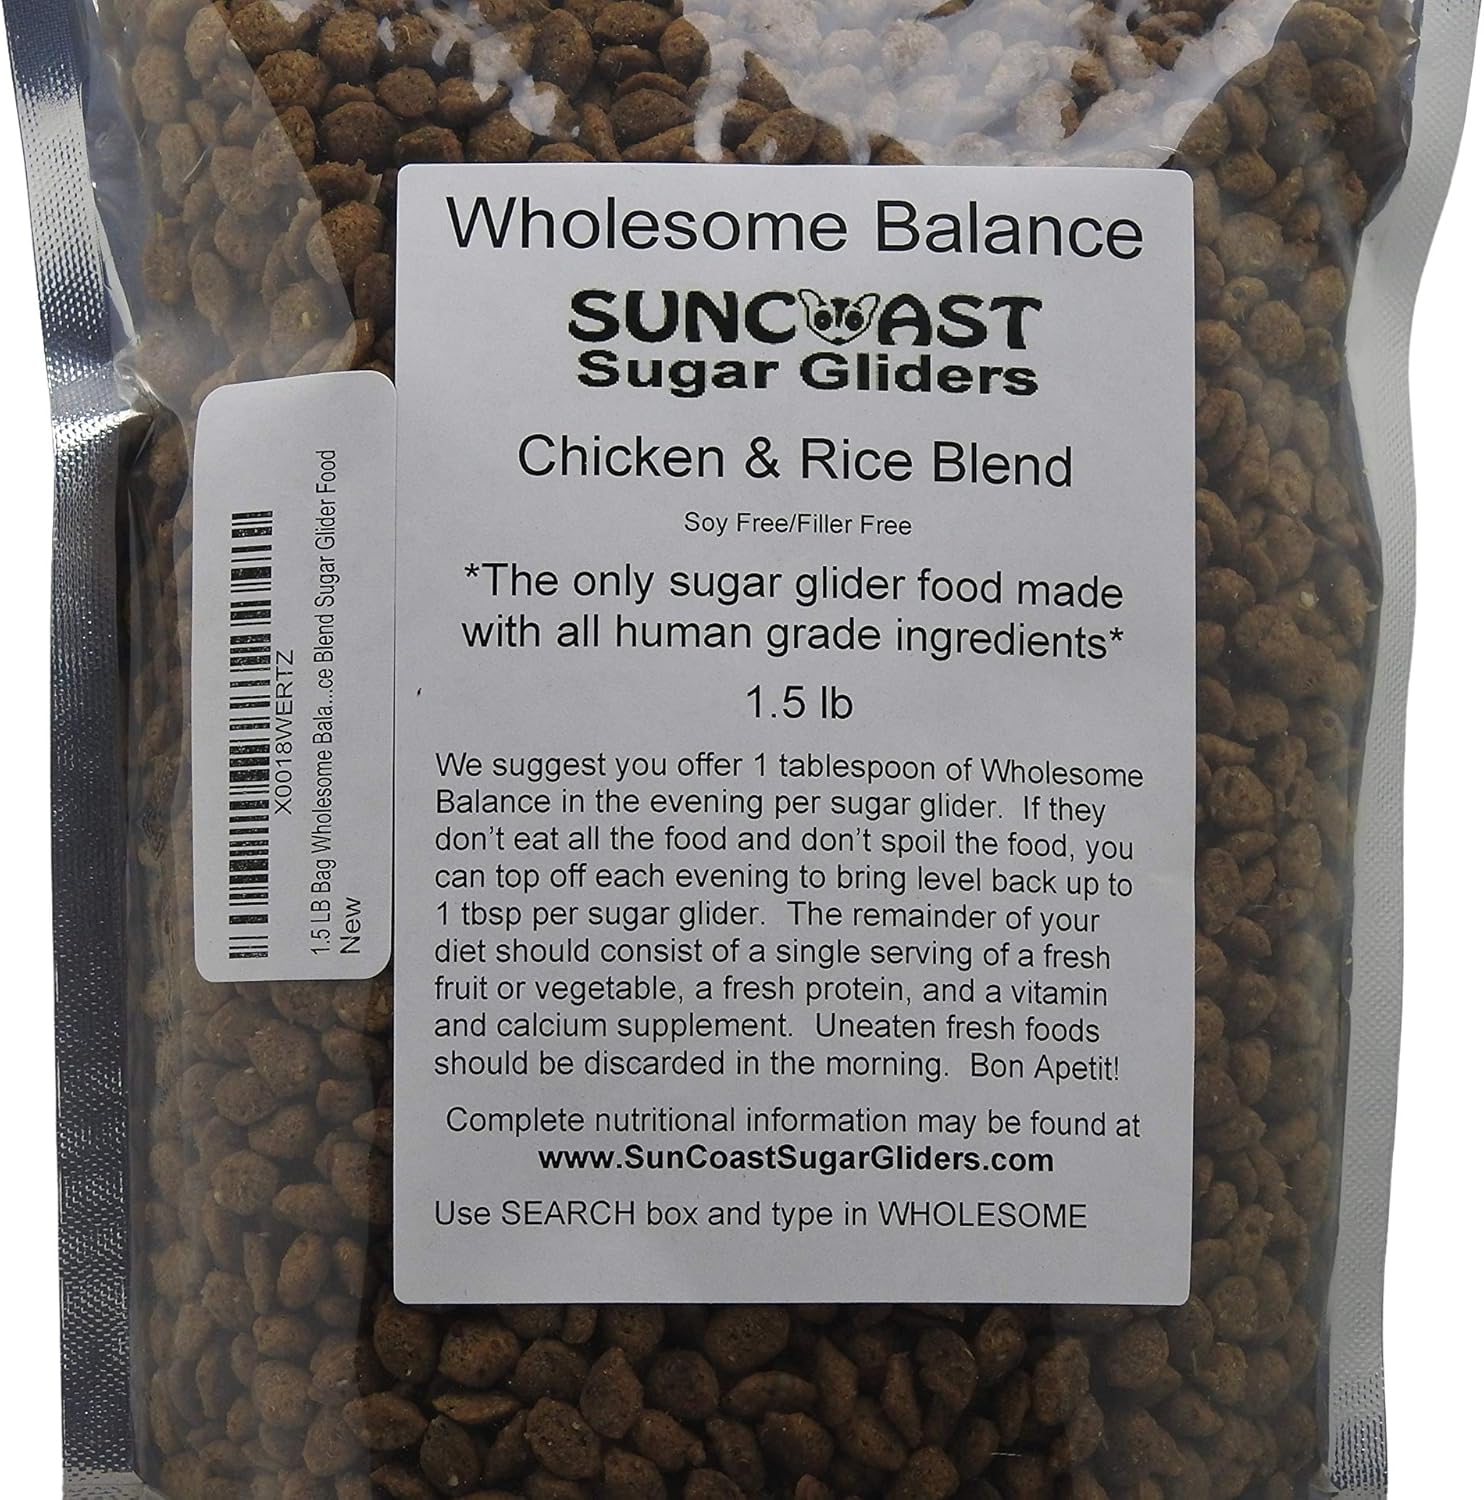 Wholesome Balance
SUNCOAST
Sugar Gliders
Chicken & Rice Blend
Soy Free/Filler Free
*The only sugar glider food made
with all human grade ingredients*
1.5 lb
We suggest you offer 1 tablespoon of Wholesome
Balance in the evening per sugar glider.  If they
don't eat all the food and don't spoil the food, you
can top off each evening to bring level back up to
1 tbsp per sugar glider.  The remainder of your
diet should consist of a single serving of a fresh
fruit or vegetable, a fresh protein, and a vitamin
and calcium supplement.  Uneaten fresh foods
should be discarded in the morning.  Bon Apetit!
Complete nutritional information may be found at
www.SunCoastSugarGliders.com
Use SEARCH box and type in WHOLESOME
X0018WERTZ
1.5 LB Bag Wholesome Bala...ce Blend Sugar Glider Food
New